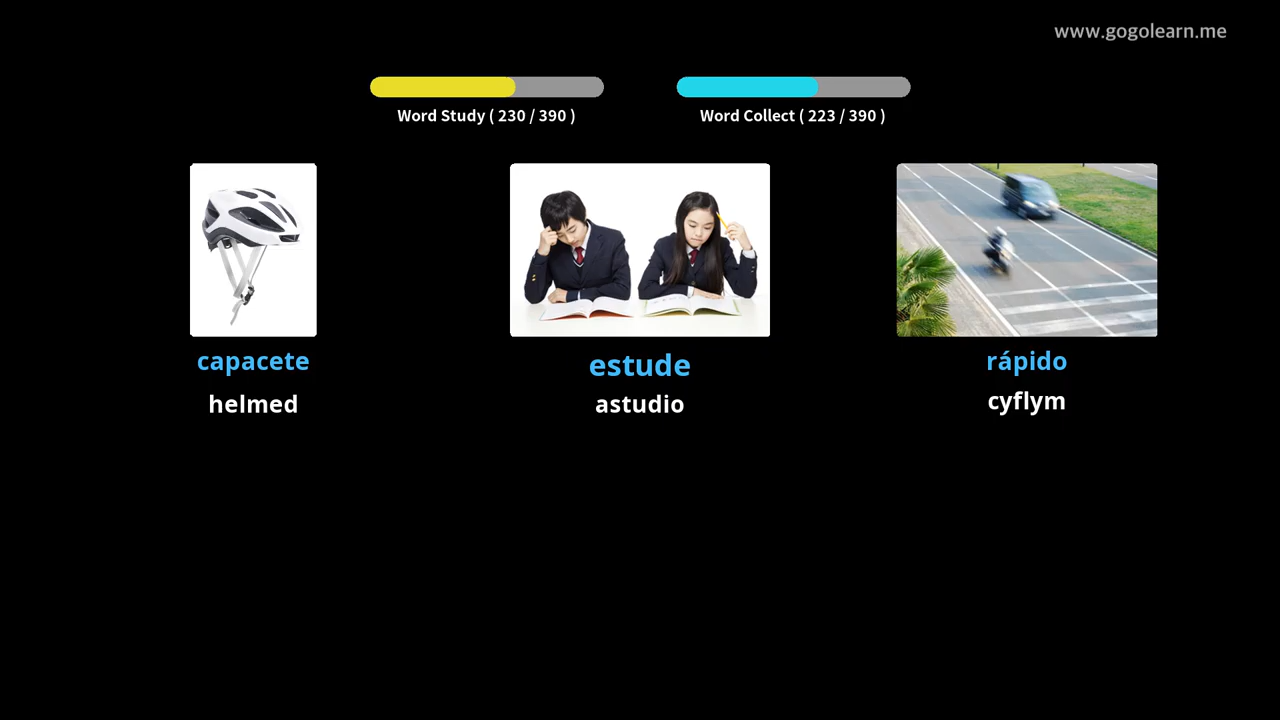 www.gogolearn.me
Word Study ( 230 / 390 )
Word Collect ( 223 / 390 )
capacete
helmed
estude
astudio
rápido
cyflym